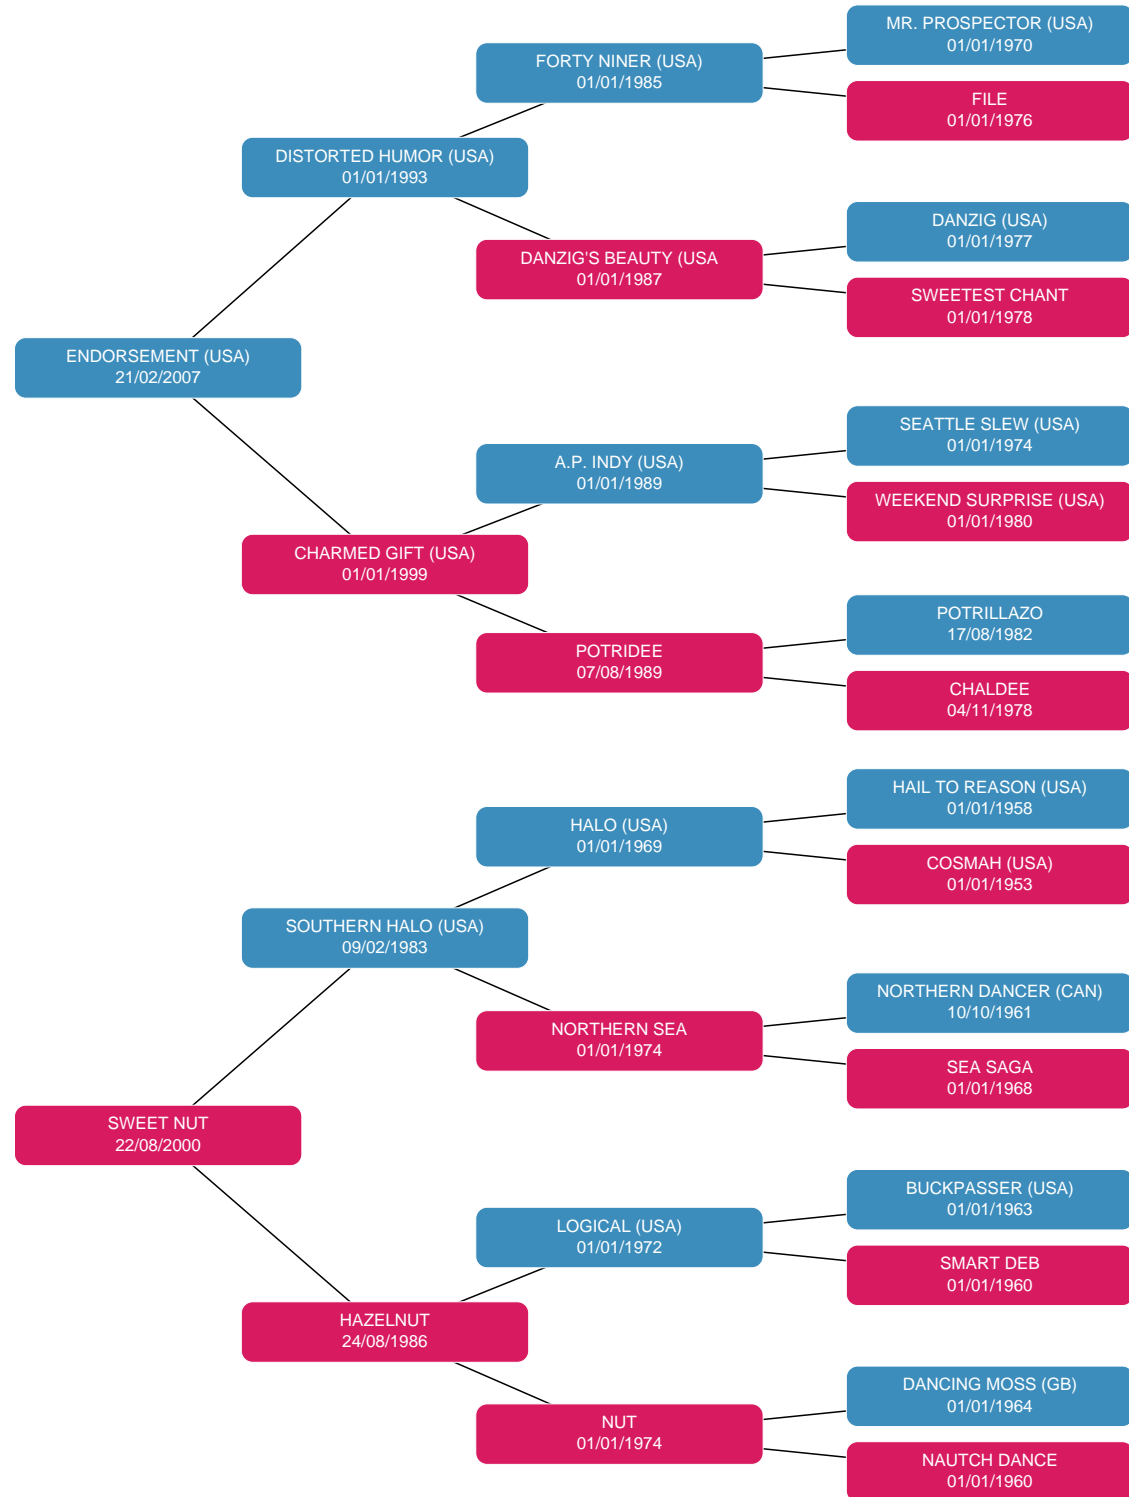 MR. PROSPECTOR (USA)
01/01/1970
FORTY NINER (USA)
01/01/1985
FILE
01/01/1976
DISTORTED HUMOR (USA)
01/01/1993
DANZIG (USA)
01/01/1977
DANZIG'S BEAUTY (USA
01/01/1987
SWEETEST CHANT
01/01/1978
ENDORSEMENT (USA)
21/02/2007
SEATTLE SLEW (USA)
01/01/1974
A.P. INDY (USA)
01/01/1989
WEEKEND SURPRISE (USA)
01/01/1980
CHARMED GIFT (USA)
01/01/1999
POTRILLAZO
17/08/1982
POTRIDEE
07/08/1989
CHALDEE
04/11/1978
HAIL TO REASON (USA)
01/01/1958
HALO (USA)
01/01/1969
COSMAH (USA)
01/01/1953
SOUTHERN HALO (USA)
09/02/1983
NORTHERN DANCER (CAN)
10/10/1961
NORTHERN SEA
01/01/1974
SEA SAGA
01/01/1968
SWEET NUT
22/08/2000
BUCKPASSER (USA)
01/01/1963
LOGICAL (USA)
01/01/1972
SMART DEB
01/01/1960
HAZELNUT
24/08/1986
DANCING MOSS (GB)
01/01/1964
NUT
01/01/1974
NAUTCH DANCE
01/01/1960